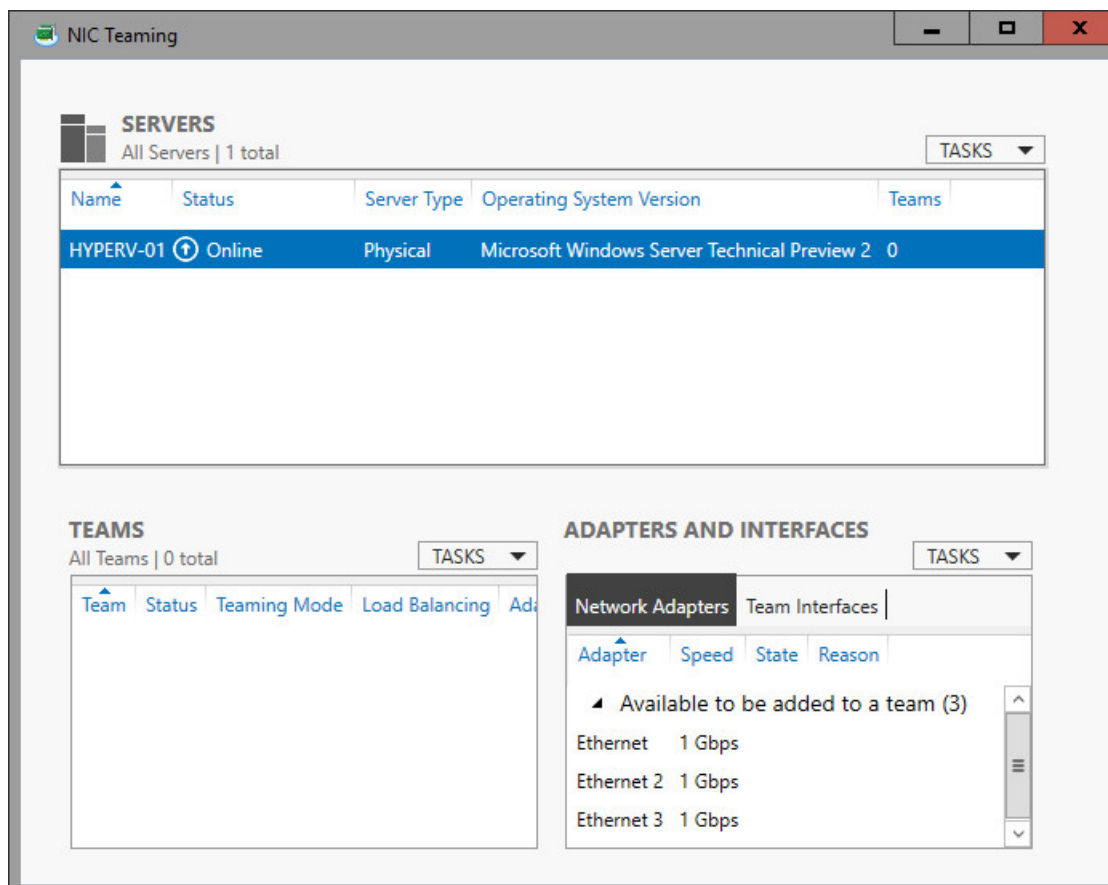 NIC Teaming
SERVERS
All Servers | 1 total
TASKS
Name Status Server Type Operating System Version Teams
HYPERV-01 Online Physical Microsoft Windows Server Technical Preview 2 0
TEAMS
All Teams | 0 total
TASKS
Team Status Teaming Mode Load Balancing Ada
ADAPTERS AND INTERFACES
TASKS
Network Adapters Team Interfaces
Adapter Speed State Reason
Available to be added to a team (3)
Ethernet 1 Gbps
Ethernet 2 1 Gbps
Ethernet 3 1 Gbps